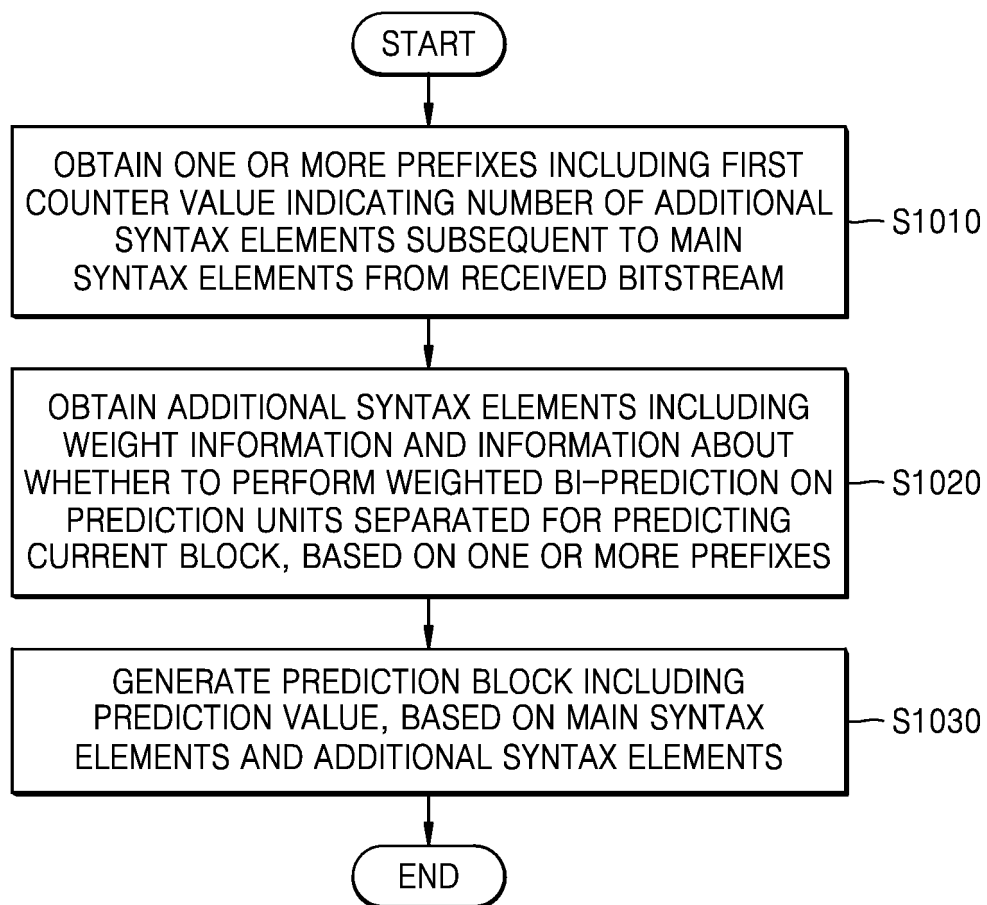 START
OBTAIN ONE OR MORE PREFIXES INCLUDING FIRST
COUNTER VALUE INDICATING NUMBER OF ADDITIONAL
SYNTAX ELEMENTS SUBSEQUENT TO MAIN
SYNTAX ELEMENTS FROM RECEIVED BITSTREAM
S1010
OBTAIN ADDITIONAL SYNTAX ELEMENTS INCLUDING
WEIGHT INFORMATION AND INFORMATION ABOUT
WHETHER TO PERFORM WEIGHTED BI-PREDICTION ON
PREDICTION UNITS SEPARATED FOR PREDICTING
CURRENT BLOCK, BASED ON ONE OR MORE PREFIXES
S1020
GENERATE PREDICTION BLOCK INCLUDING
PREDICTION VALUE, BASED ON MAIN SYNTAX
ELEMENTS AND ADDITIONAL SYNTAX ELEMENTS
S1030
END